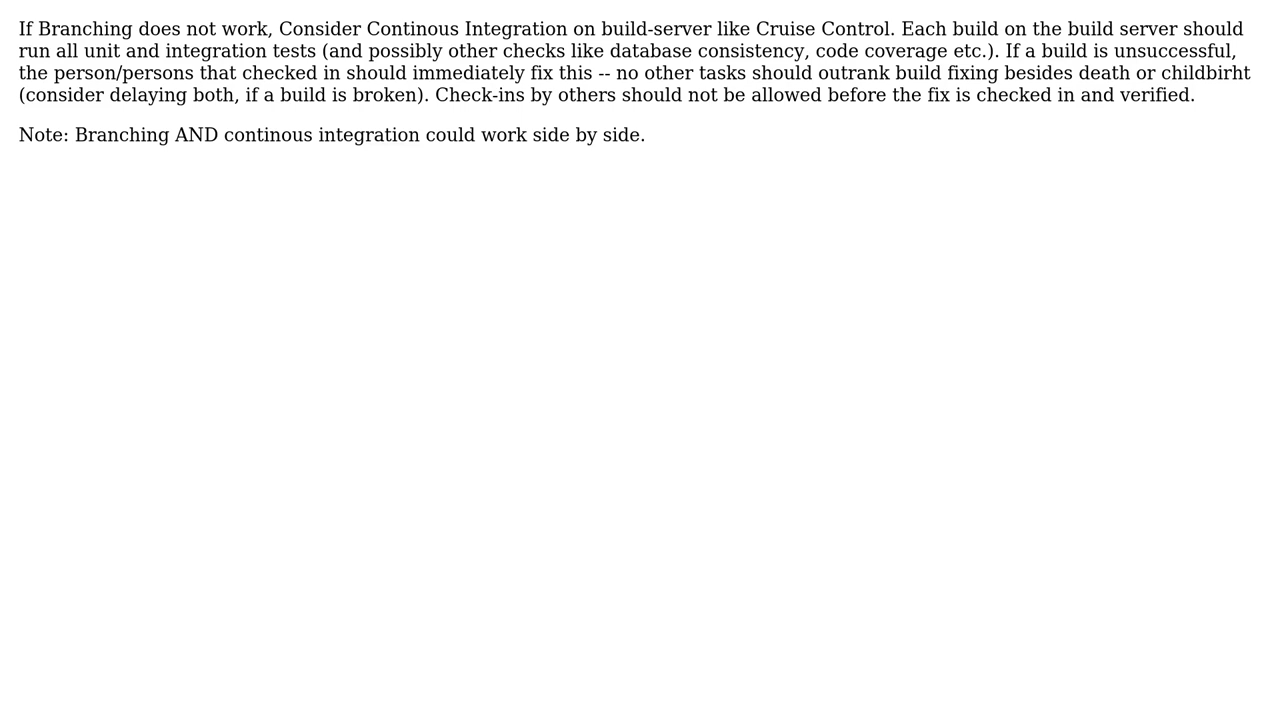 If Branching does not work, Consider Continous Integration on build-server like Cruise Control. Each build on the build server should
run all unit and integration tests (and possibly other checks like database consistency, code coverage etc.). If a build is unsuccessful,
the person/persons that checked in should immediately fix this -- no other tasks should outrank build fixing besides death or childbirht
(consider delaying both, if a build is broken). Check-ins by others should not be allowed before the fix is checked in and verified.
Note: Branching AND continous integration could work side by side.